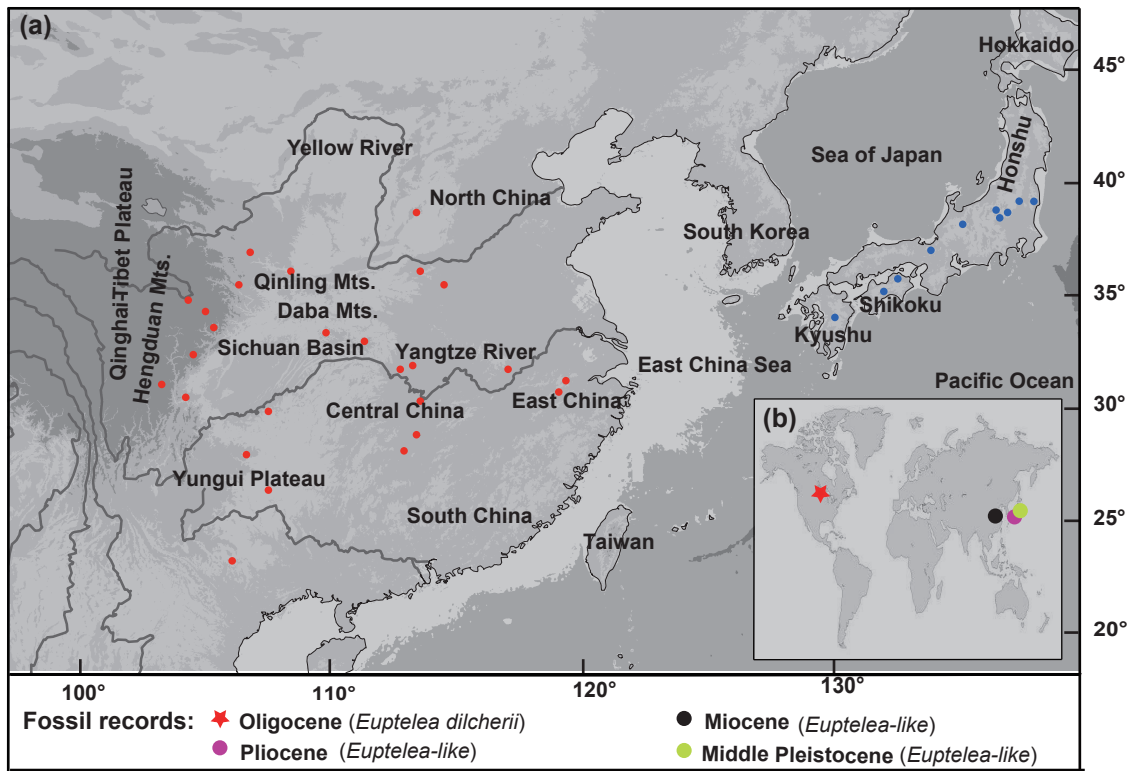 (a)
Hokkaido
45°
Yellow River
Sea of Japan
Honshu
North China
40°
Qinghai-Tibet Plateau
South Korea
Hengduan Mts.
Qinling Mts.
Daba Mts.
35°
Shikoku
Sichuan Basin
Yangtze River
Kyushu
East China Sea
Pacific Ocean
Central China
East China
30°
(b)
Yungui Plateau
South China
25°
Taiwan
20°
100°
110°
120°
130°
Fossil records:
Oligocene (Euptelea dilcherii)
Miocene (Euptelea-like)
Pliocene (Euptelea-like)
Middle Pleistocene (Euptelea-like)